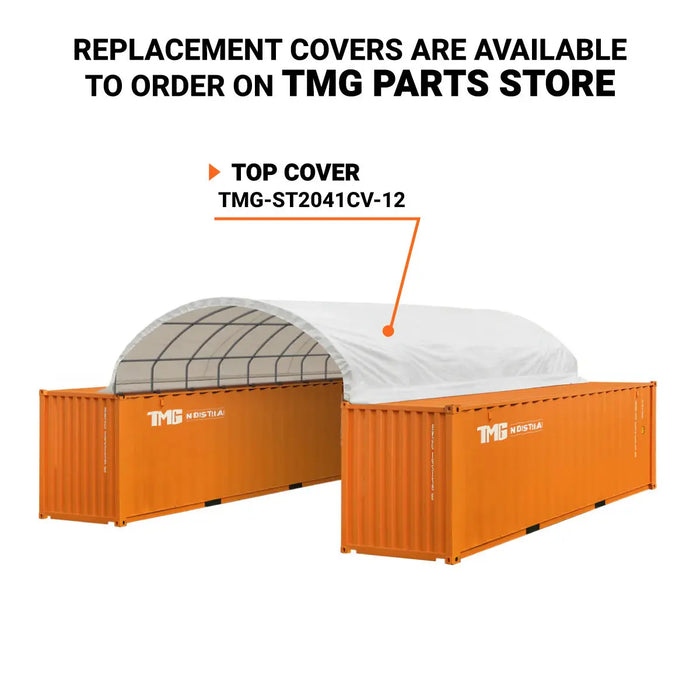 REPLACEMENT COVERS ARE AVAILABLE
TO ORDER ON TMG PARTS STORE
TOP COVER
TMG-ST2041CV-12
TMG
TMG